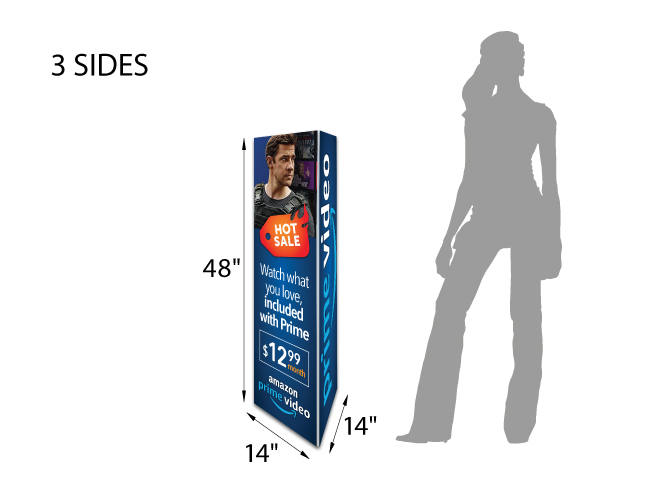 3 SIDES
HOT
SALE
Watch what
you love,
included
with Prime
$12.99
month
amazon
prime video
prime video
48"
14"
14"